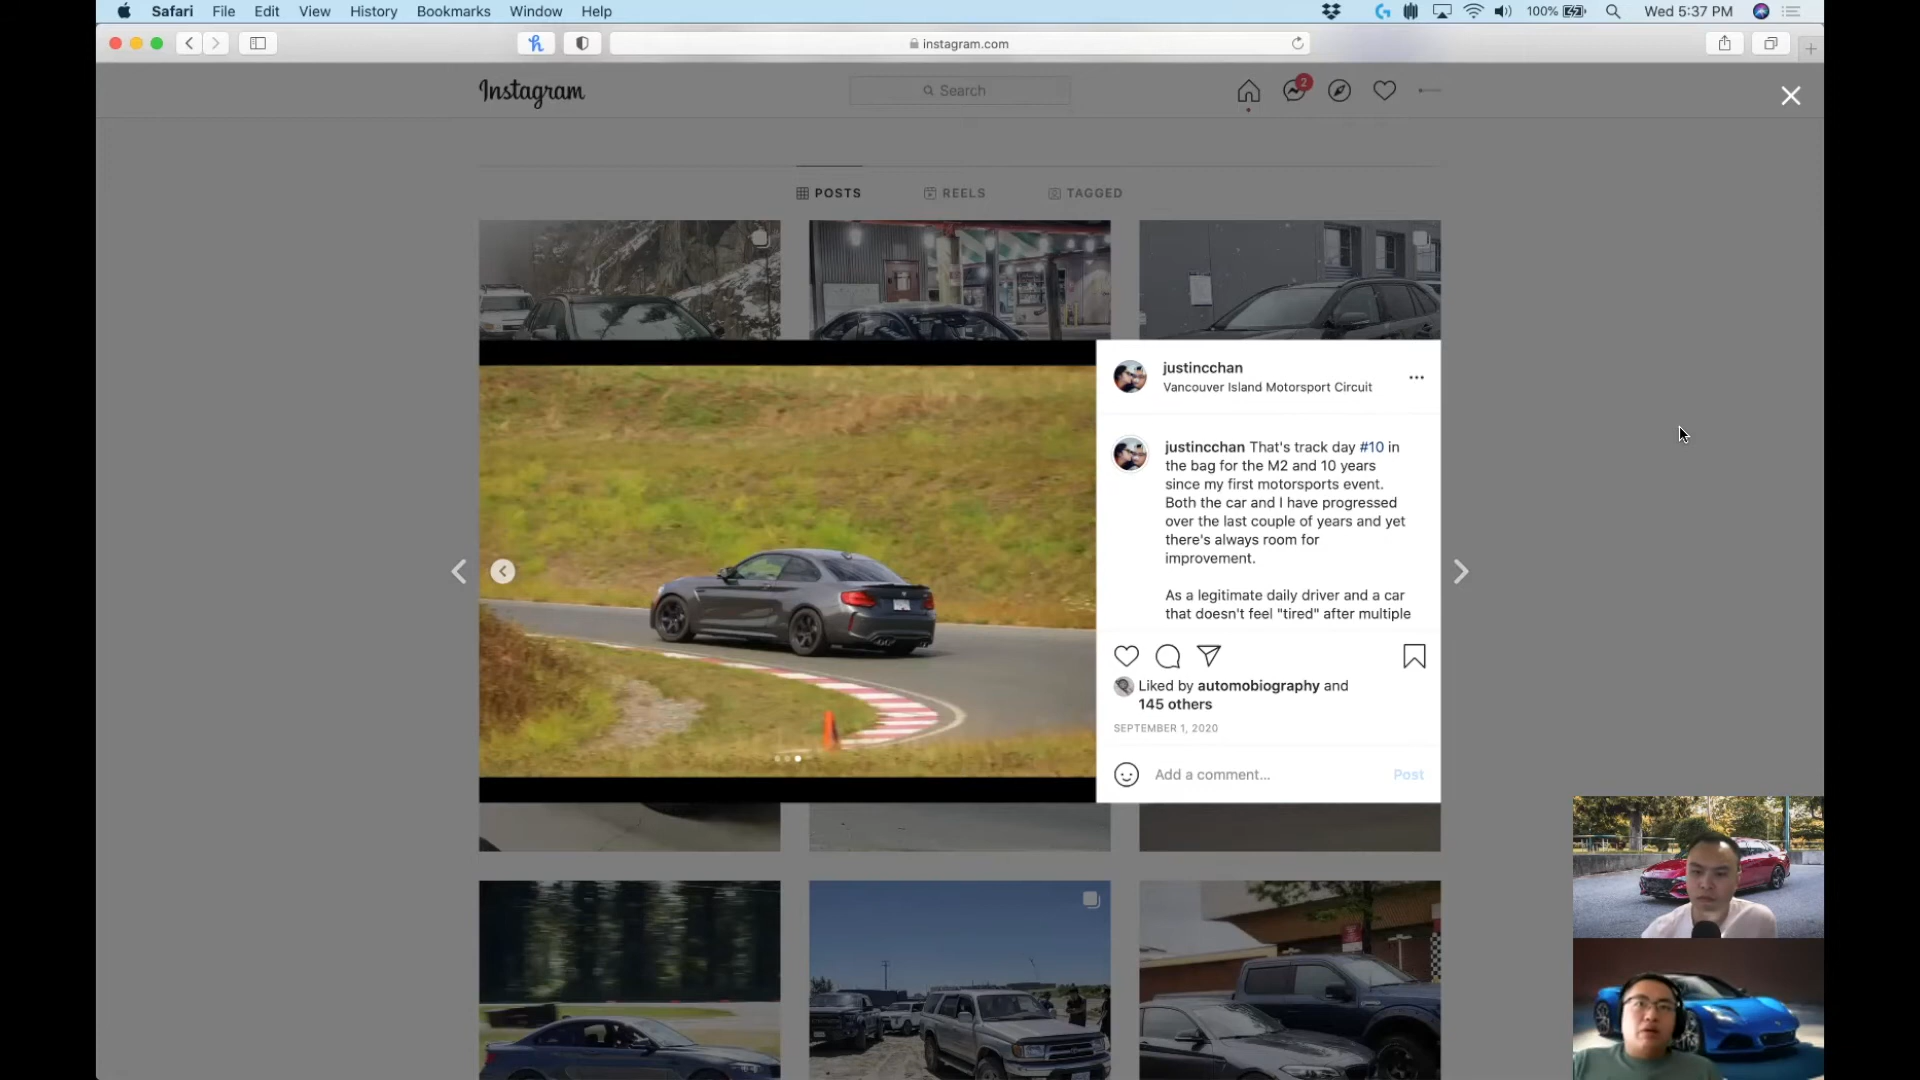 Safari File Edit View History Bookmarks Window Help 100% Wed 5:37 PM
instagram.com
Instagram Search 2
POSTS REELS TAGGED
justincchan
Vancouver Island Motorsport Circuit
justincchan That's track day #10 in
the bag for the M2 and 10 years
since my first motorsports event.
Both the car and I have progressed
over the last couple of years and yet
there's always room for
improvement.
As a legitimate daily driver and a car
that doesn't feel "tired" after multiple
Liked by automobiography and
145 others
SEPTEMBER 1, 2020
Add a comment... Post